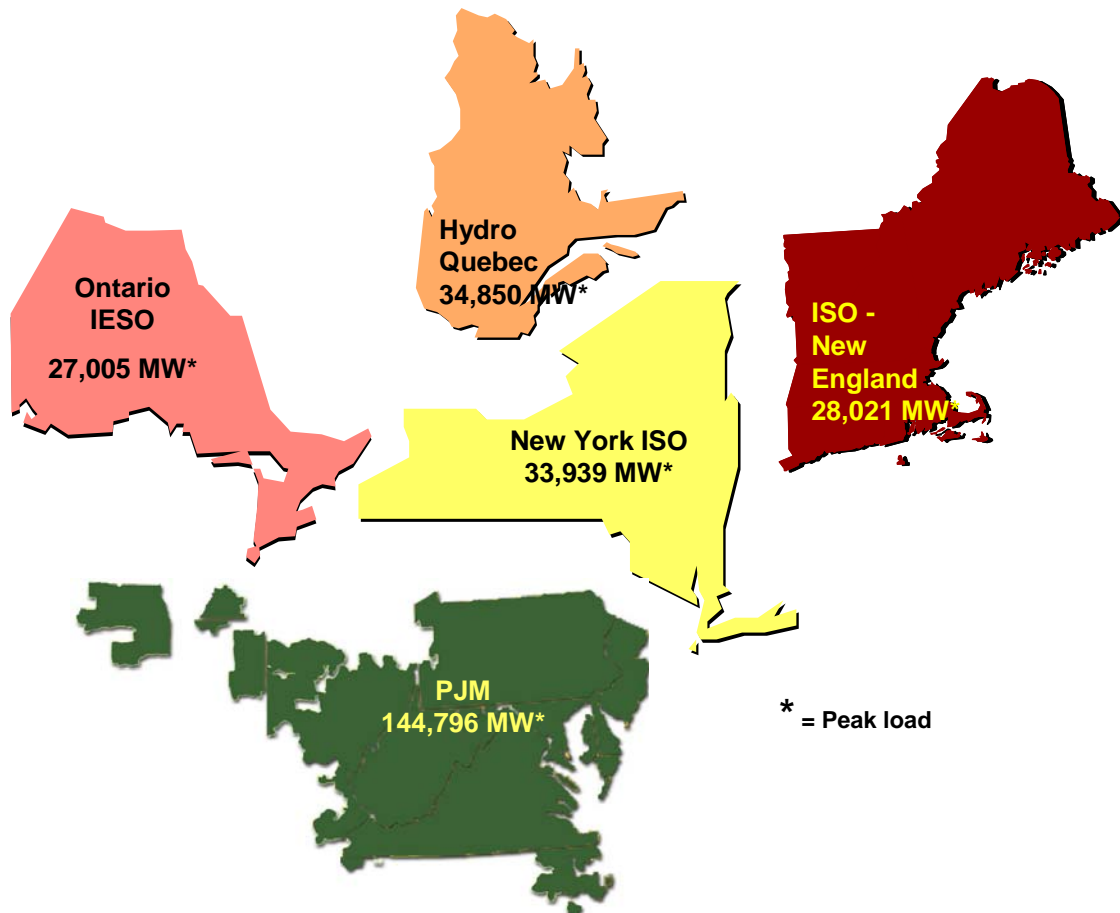 Hydro
Quebec
34,850 MW*
Ontario
IESO
27,005 MW*
ISO -
New
England
28,021 MW*
New York ISO
33,939 MW*
PJM
144,796 MW*
* = Peak load